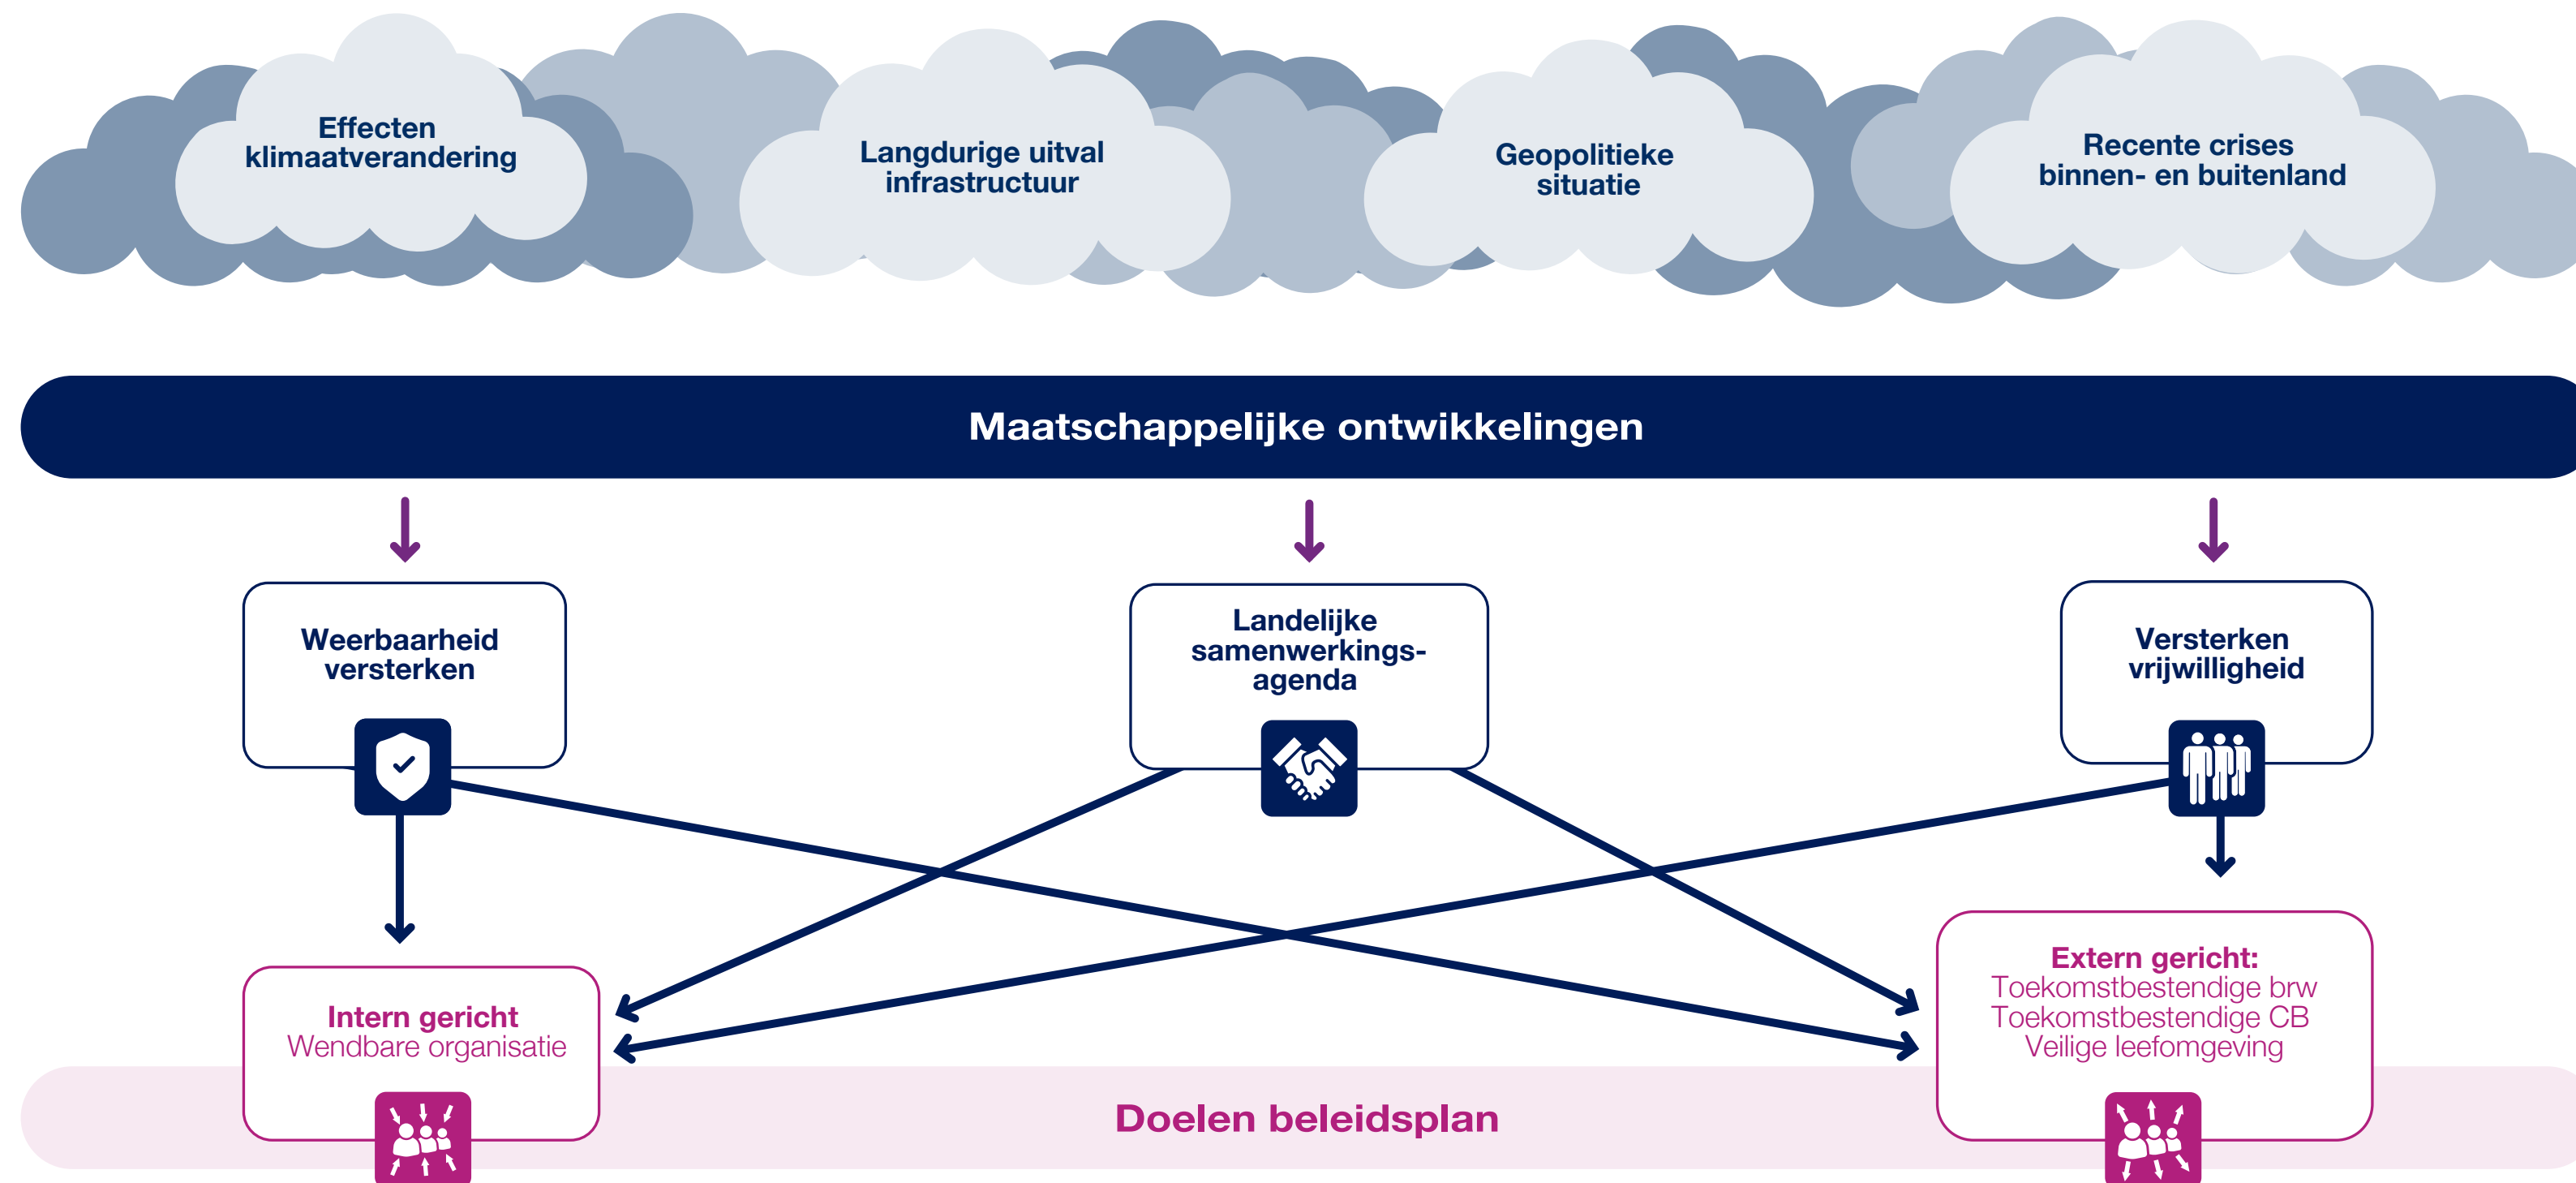 Effecten
klimaatverandering
Langdurige uitval
infrastructuur
Geopolitieke
situatie
Recente crises
binnen- en buitenland
Maatschappelijke ontwikkelingen
Weerbaarheid
versterken
Landelijke
samenwerkings-
agenda
Versterken
vrijwilligheid
Intern gericht
Wendbare organisatie
Extern gericht:
Toekomstbestendige brw
Toekomstbestendige CB
Veilige leefomgeving
Doelen beleidsplan